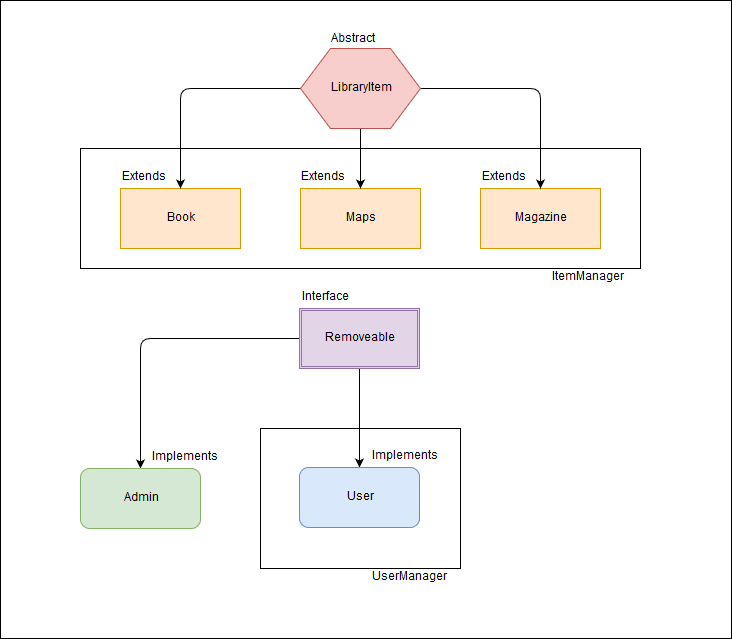 Abstract
LibraryItem
Extends
Extends
Extends
Book
Maps
Magazine
ItemManager
Interface
Removeable
Implements
Implements
Admin
User
UserManager